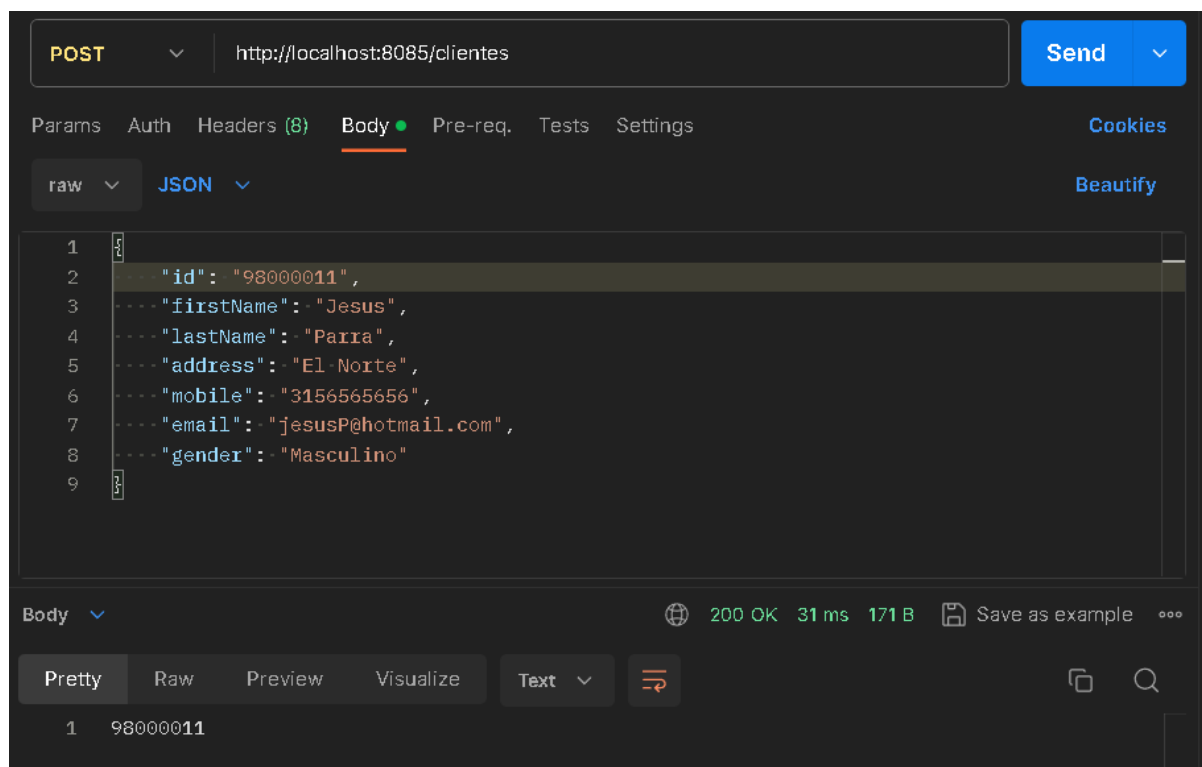 POST http://localhost:8085/clientes Send
Params Auth Headers (8) Body Pre-req. Tests Settings Cookies
raw JSON Beautify
1 {
2 "id": "98000011",
3 "firstName": "Jesus",
4 "lastName": "Parra",
5 "address": "El Norte",
6 "mobile": "3156565656",
7 "email": "jesusP@hotmail.com",
8 "gender": "Masculino"
9 }
Body 200 OK 31 ms 171 B Save as example
Pretty Raw Preview Visualize Text
1 98000011